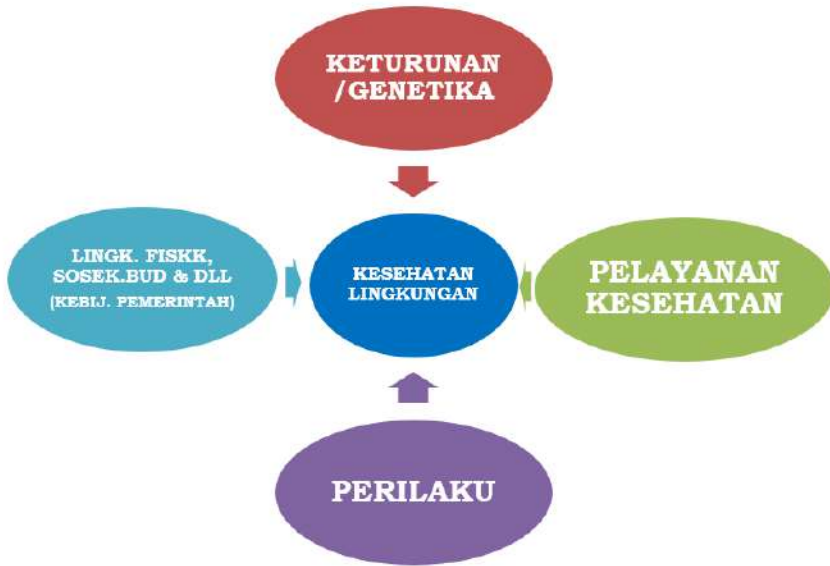 KETURUNAN
/GENETIKA
LINGK. FISKK,
SOSEK.BUD & DLL
(KEBIJ. PEMERINTAH)
KESEHATAN
LINGKUNGAN
PELAYANAN
KESEHATAN
PERILAKU